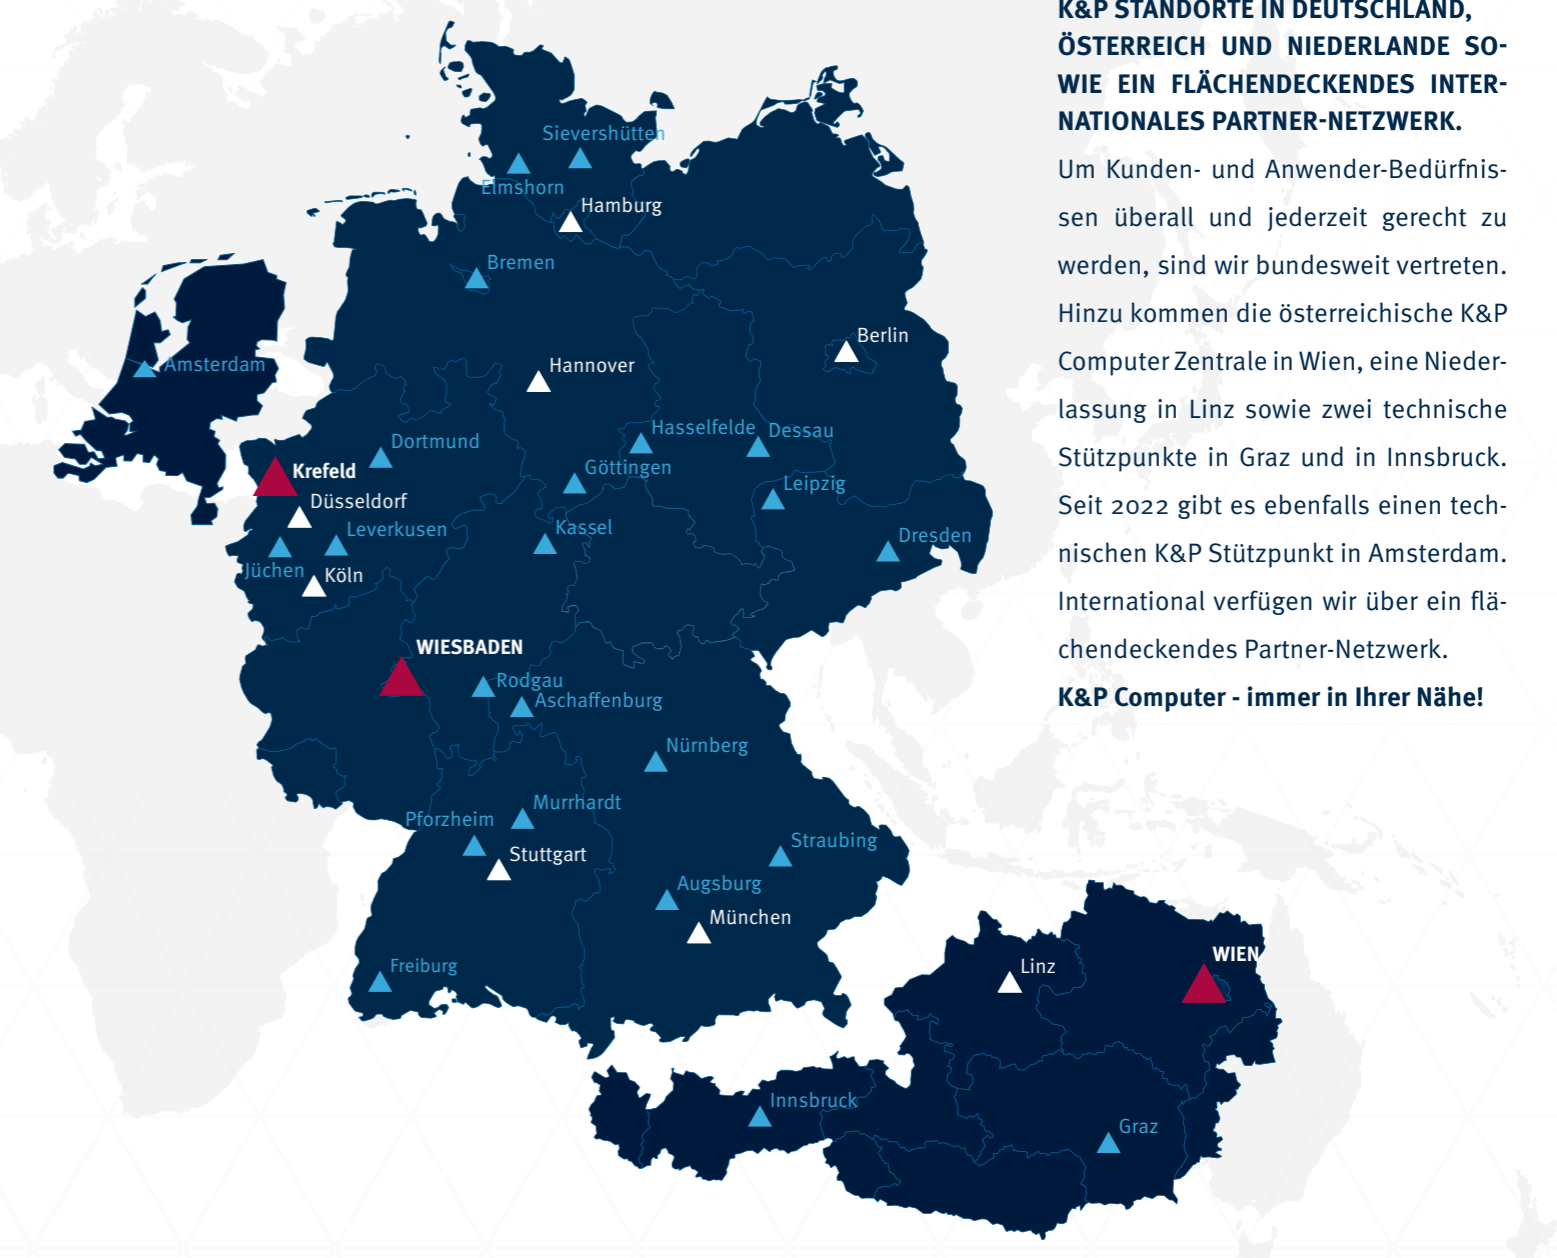 K&P STANDORTE IN DEUTSCHLAND,
ÖSTERREICH UND NIEDERLANDE SO-
WIE EIN FLÄCHENDECKENDES INTER-
NATIONALES PARTNER-NETZWERK.
Um Kunden- und Anwender-Bedürfnis-
sen überall und jederzeit gerecht zu
werden, sind wir bundesweit vertreten.
Hinzu kommen die österreichische K&P
Computer Zentrale in Wien, eine Nieder-
lassung in Linz sowie zwei technische
Stützpunkte in Graz und in Innsbruck.
Seit 2022 gibt es ebenfalls einen tech-
nischen K&P Stützpunkt in Amsterdam.
International verfügen wir über ein flä-
chendeckendes Partner-Netzwerk.
K&P Computer - immer in Ihrer Nähe!
Sievershütten
Elmshorn
Hamburg
Bremen
Berlin
Amsterdam
Hannover
Hasselfelde
Dessau
Dortmund
Göttingen
Krefeld
Leipzig
Düsseldorf
Leverkusen
Kassel
Dresden
Jüchen
Köln
WIESBADEN
Rodgau
Aschaffenburg
Nürnberg
Murrhardt
Pforzheim
Straubing
Stuttgart
Augsburg
München
WIEN
Freiburg
Linz
Innsbruck
Graz